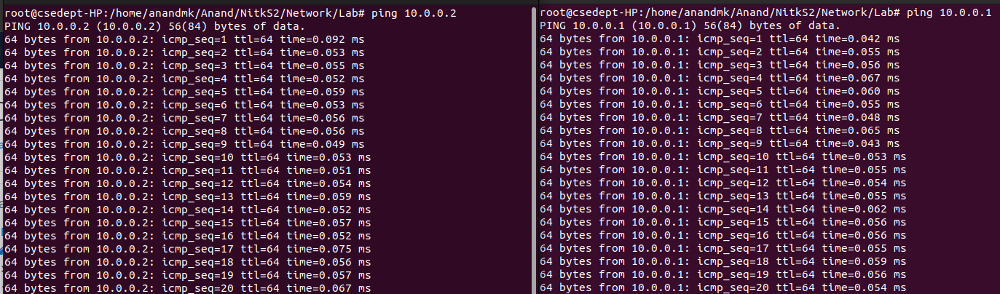 root@csedept-HP:/home/anandmk/Anand/NitkS2/Network/Lab# ping 10.0.0.2
PING 10.0.0.2 (10.0.0.2) 56(84) bytes of data.
64 bytes from 10.0.0.2: icmp_seq=1 ttl=64 time=0.092 ms
64 bytes from 10.0.0.2: icmp_seq=2 ttl=64 time=0.053 ms
64 bytes from 10.0.0.2: icmp_seq=3 ttl=64 time=0.055 ms
64 bytes from 10.0.0.2: icmp_seq=4 ttl=64 time=0.052 ms
64 bytes from 10.0.0.2: icmp_seq=5 ttl=64 time=0.059 ms
64 bytes from 10.0.0.2: icmp_seq=6 ttl=64 time=0.053 ms
64 bytes from 10.0.0.2: icmp_seq=7 ttl=64 time=0.056 ms
64 bytes from 10.0.0.2: icmp_seq=8 ttl=64 time=0.056 ms
64 bytes from 10.0.0.2: icmp_seq=9 ttl=64 time=0.049 ms
64 bytes from 10.0.0.2: icmp_seq=10 ttl=64 time=0.053 ms
64 bytes from 10.0.0.2: icmp_seq=11 ttl=64 time=0.051 ms
64 bytes from 10.0.0.2: icmp_seq=12 ttl=64 time=0.054 ms
64 bytes from 10.0.0.2: icmp_seq=13 ttl=64 time=0.059 ms
64 bytes from 10.0.0.2: icmp_seq=14 ttl=64 time=0.052 ms
64 bytes from 10.0.0.2: icmp_seq=15 ttl=64 time=0.057 ms
64 bytes from 10.0.0.2: icmp_seq=16 ttl=64 time=0.052 ms
64 bytes from 10.0.0.2: icmp_seq=17 ttl=64 time=0.075 ms
64 bytes from 10.0.0.2: icmp_seq=18 ttl=64 time=0.056 ms
64 bytes from 10.0.0.2: icmp_seq=19 ttl=64 time=0.057 ms
64 bytes from 10.0.0.2: icmp_seq=20 ttl=64 time=0.067 ms
root@csedept-HP:/home/anandmk/Anand/NitkS2/Network/Lab# ping 10.0.0.1
PING 10.0.0.1 (10.0.0.1) 56(84) bytes of data.
64 bytes from 10.0.0.1: icmp_seq=1 ttl=64 time=0.042 ms
64 bytes from 10.0.0.1: icmp_seq=2 ttl=64 time=0.055 ms
64 bytes from 10.0.0.1: icmp_seq=3 ttl=64 time=0.056 ms
64 bytes from 10.0.0.1: icmp_seq=4 ttl=64 time=0.067 ms
64 bytes from 10.0.0.1: icmp_seq=5 ttl=64 time=0.060 ms
64 bytes from 10.0.0.1: icmp_seq=6 ttl=64 time=0.055 ms
64 bytes from 10.0.0.1: icmp_seq=7 ttl=64 time=0.048 ms
64 bytes from 10.0.0.1: icmp_seq=8 ttl=64 time=0.065 ms
64 bytes from 10.0.0.1: icmp_seq=9 ttl=64 time=0.043 ms
64 bytes from 10.0.0.1: icmp_seq=10 ttl=64 time=0.053 ms
64 bytes from 10.0.0.1: icmp_seq=11 ttl=64 time=0.055 ms
64 bytes from 10.0.0.1: icmp_seq=12 ttl=64 time=0.054 ms
64 bytes from 10.0.0.1: icmp_seq=13 ttl=64 time=0.055 ms
64 bytes from 10.0.0.1: icmp_seq=14 ttl=64 time=0.062 ms
64 bytes from 10.0.0.1: icmp_seq=15 ttl=64 time=0.056 ms
64 bytes from 10.0.0.1: icmp_seq=16 ttl=64 time=0.056 ms
64 bytes from 10.0.0.1: icmp_seq=17 ttl=64 time=0.055 ms
64 bytes from 10.0.0.1: icmp_seq=18 ttl=64 time=0.059 ms
64 bytes from 10.0.0.1: icmp_seq=19 ttl=64 time=0.056 ms
64 bytes from 10.0.0.1: icmp_seq=20 ttl=64 time=0.054 ms